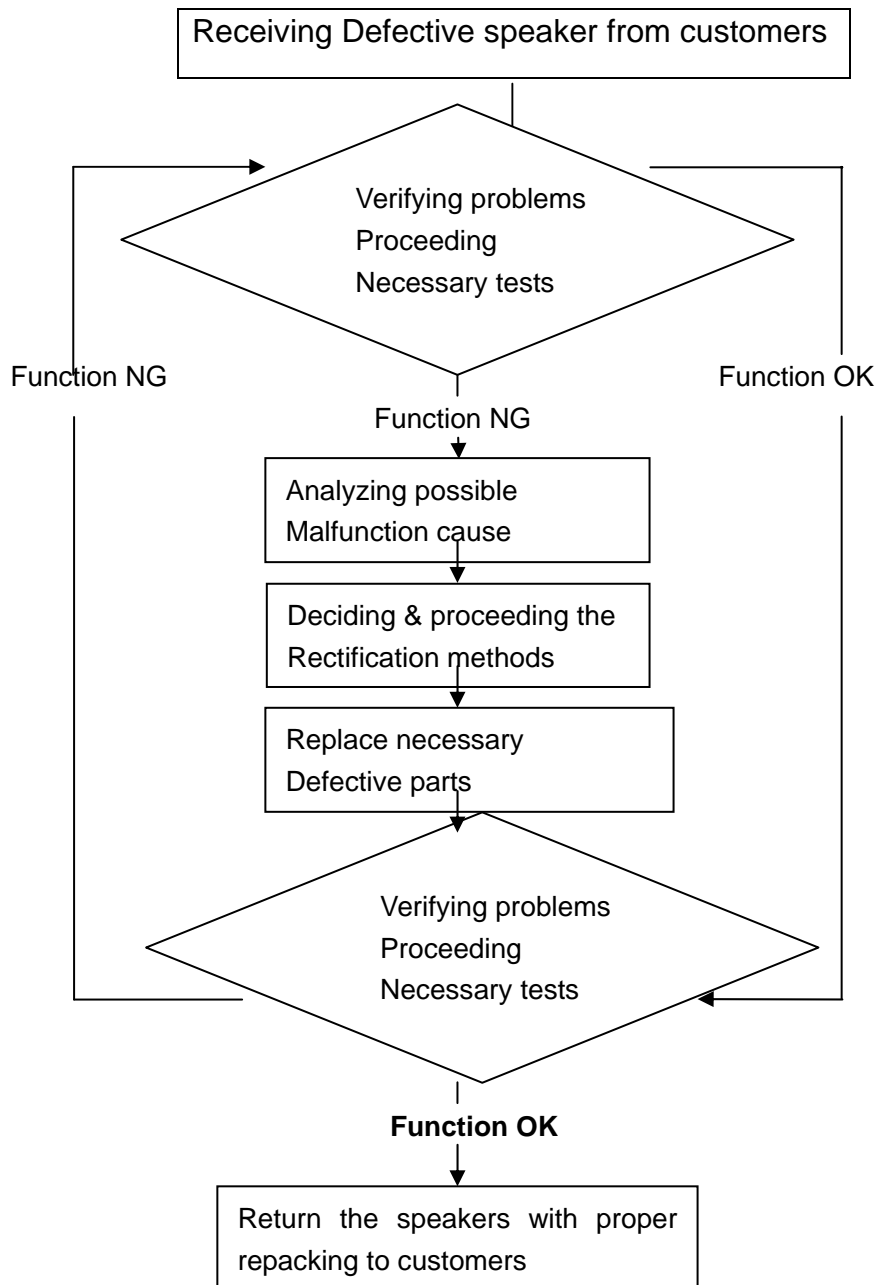 Receiving Defective speaker from customers
Verifying problems
Proceeding
Necessary tests
Function NG
Function OK
Function NG
Analyzing possible
Malfunction cause
Deciding & proceeding the
Rectification methods
Replace necessary
Defective parts
Verifying problems
Proceeding
Necessary tests
Function OK
Return the speakers with proper
repacking to customers